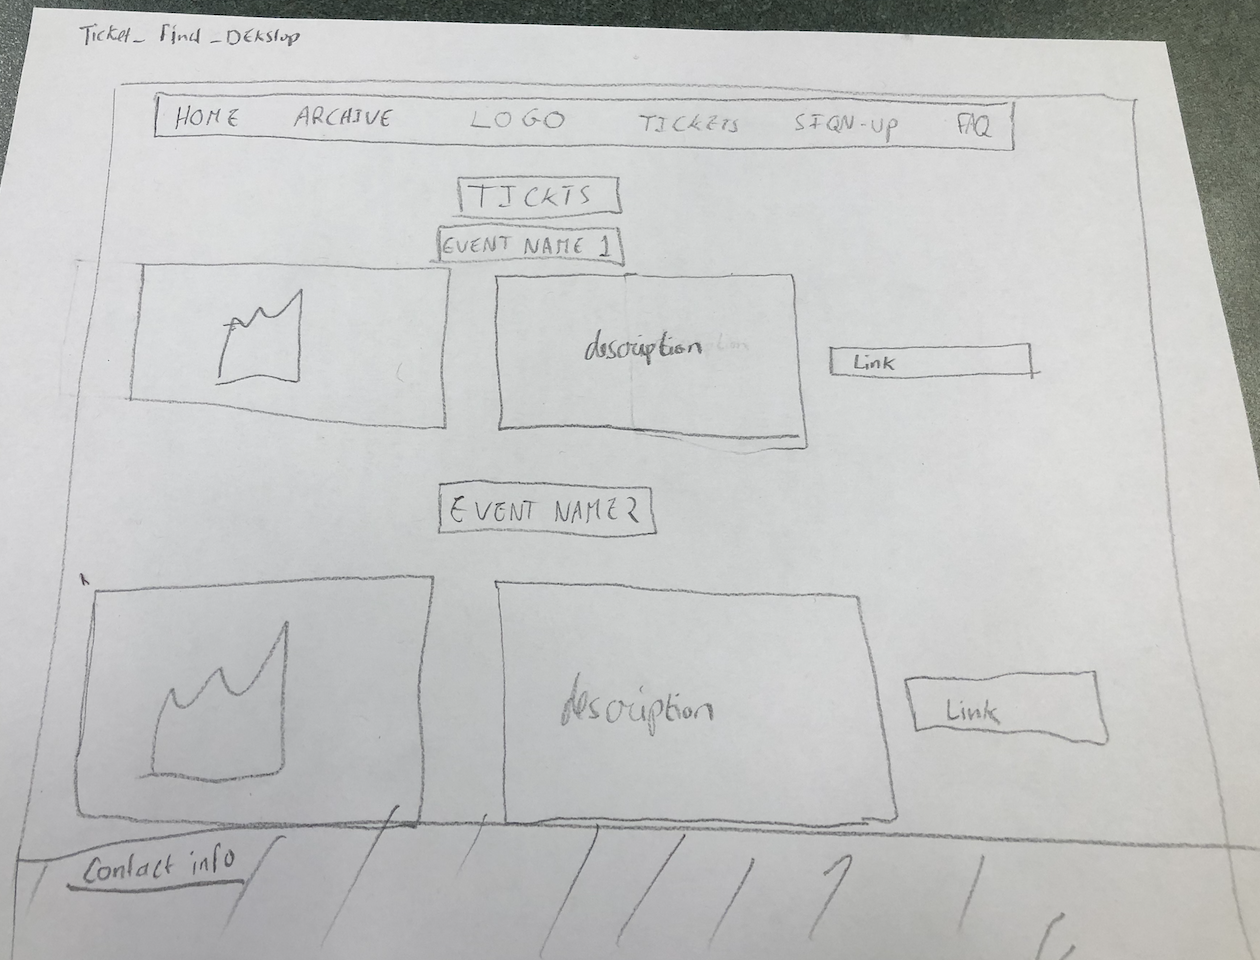 Ticket_ Find _DEKstop
HOME ARCHIVE LOGO TICKETS SIGN-UP FAQ
TICKTS
EVENT NAME 1
description
Link
EVENT NAME 2
description
Link
Contact info